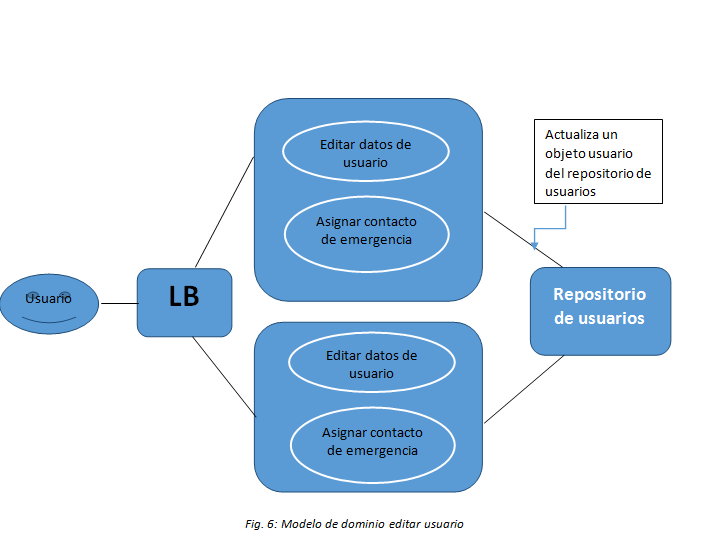 Usuario
LB
Editar datos de
usuario
Asignar contacto
de emergencia
Editar datos de
usuario
Asignar contacto
de emergencia
Actualiza un
objeto usuario
del repositorio de
usuarios
Repositorio
de usuarios
Fig. 6: Modelo de dominio editar usuario